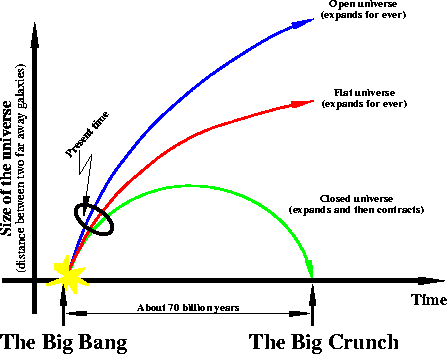 Open universe
(expands for ever)
Flat universe
(expands for ever)
Present time
Size of the universe
(distance between two far away galaxies)
Closed universe
(expands and then contracts)
Time
About 70 billion years
The Big Bang
The Big Crunch